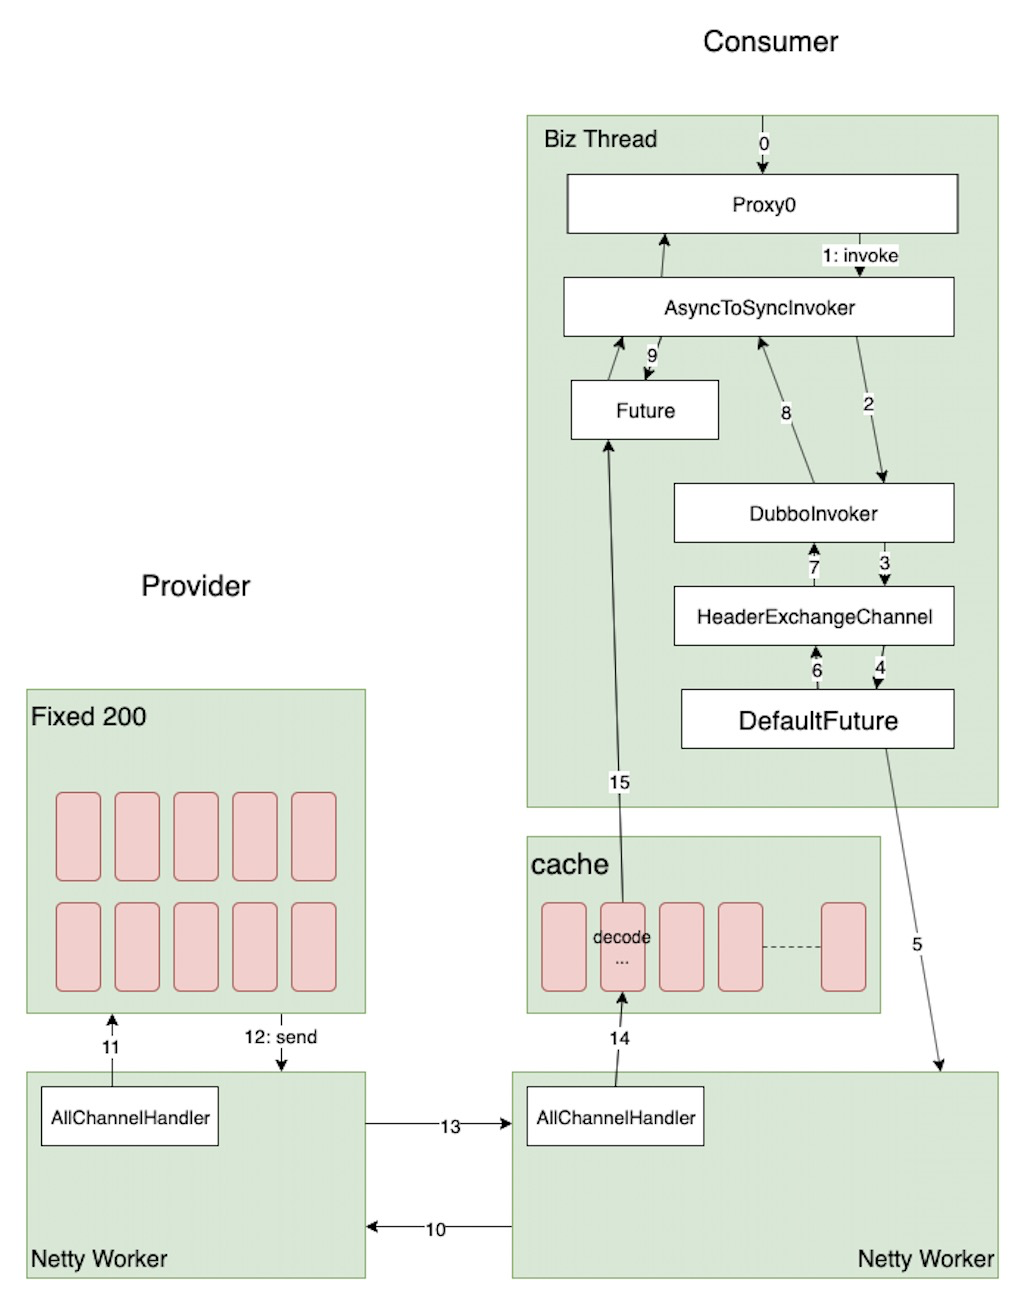 Consumer
Biz Thread
0
Proxy0
1: invoke
AsyncToSyncInvoker
9
Future
8
2
DubboInvoker
7
3
HeaderExchangeChannel
6
4
DefaultFuture
15
Provider
Fixed 200
cache
decode
...
5
11
12: send
14
AllChannelHandler
AllChannelHandler
13
10
Netty Worker
Netty Worker